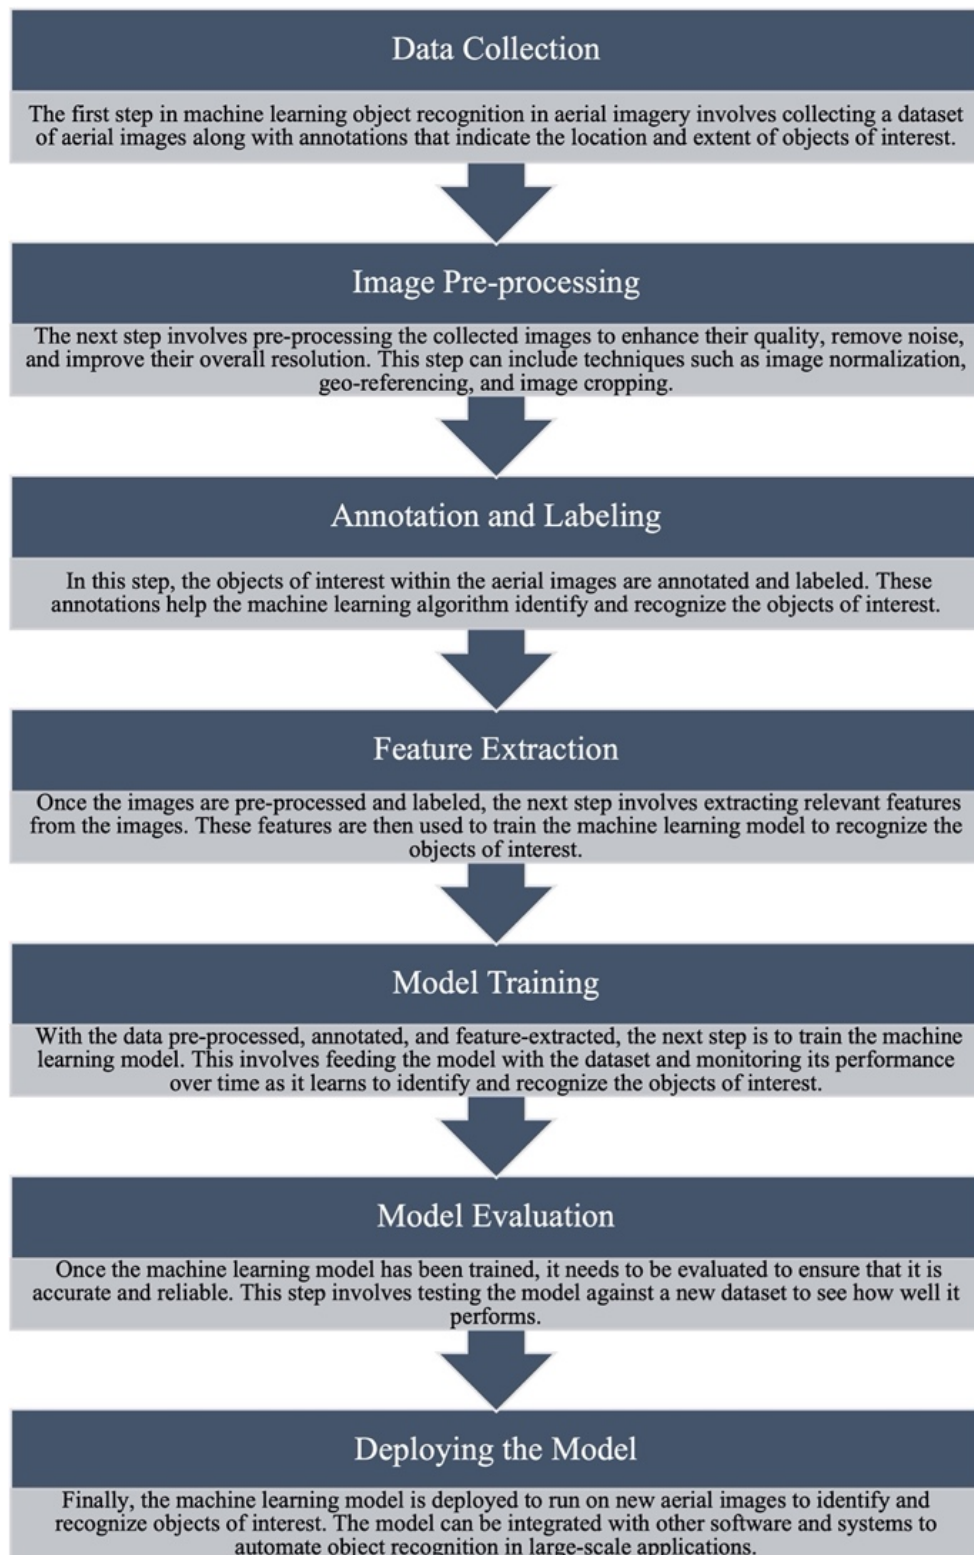 Data Collection
The first step in machine learning object recognition in aerial imagery involves collecting a dataset
of aerial images along with annotations that indicate the location and extent of objects of interest.
Image Pre-processing
The next step involves pre-processing the collected images to enhance their quality, remove noise,
and improve their overall resolution. This step can include techniques such as image normalization,
geo-referencing, and image cropping.
Annotation and Labeling
In this step, the objects of interest within the aerial images are annotated and labeled. These
annotations help the machine learning algorithm identify and recognize the objects of interest.
Feature Extraction
Once the images are pre-processed and labeled, the next step involves extracting relevant features
from the images. These features are then used to train the machine learning model to recognize the
objects of interest.
Model Training
With the data pre-processed, annotated, and feature-extracted, the next step is to train the machine
learning model. This involves feeding the model with the dataset and monitoring its performance
over time as it learns to identify and recognize the objects of interest.
Model Evaluation
Once the machine learning model has been trained, it needs to be evaluated to ensure that it is
accurate and reliable. This step involves testing the model against a new dataset to see how well it
performs.
Deploying the Model
Finally, the machine learning model is deployed to run on new aerial images to identify and
recognize objects of interest. The model can be integrated with other software and systems to
automate object recognition in large-scale applications.